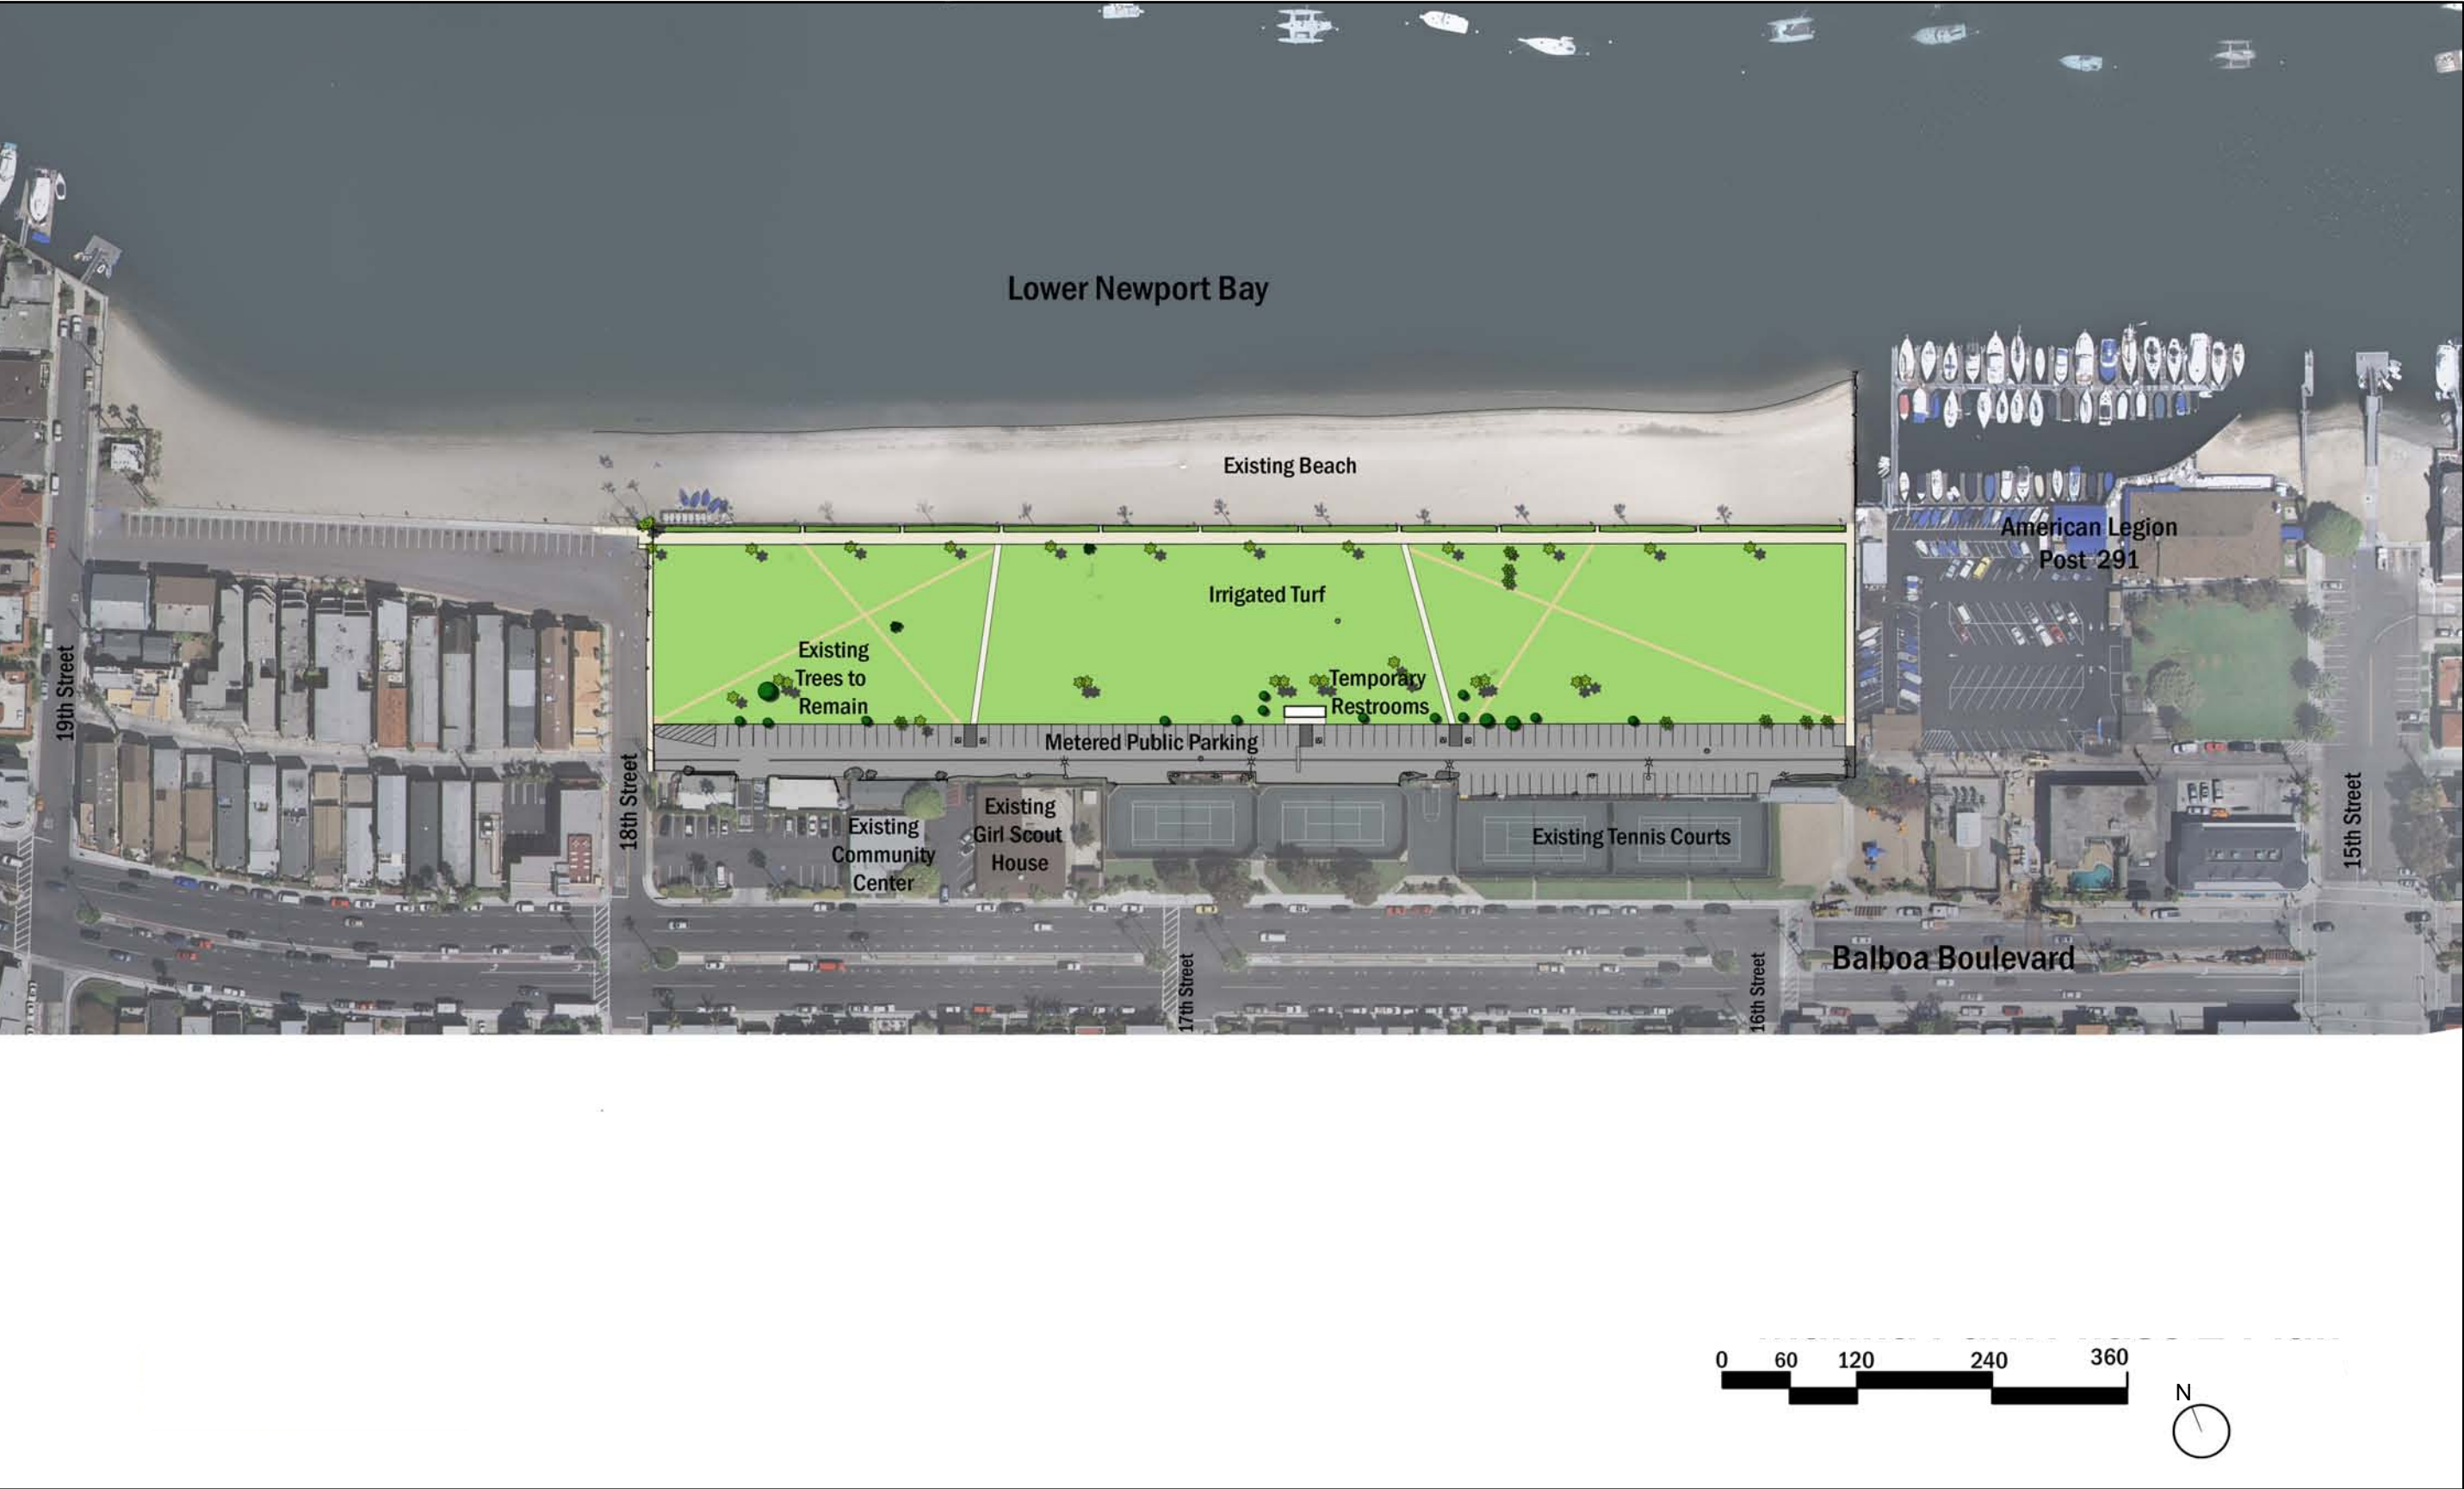 Lower Newport Bay
Existing Beach
American Legion
Post 291
Irrigated Turf
Existing
Trees to
Remain
Temporary
Restrooms
Metered Public Parking
19th Street
18th Street
Existing
Community
Center
Existing
Girl Scout
House
Existing Tennis Courts
15th Street
17th Street
16th Street
Balboa Boulevard
0 60 120 240 360
N